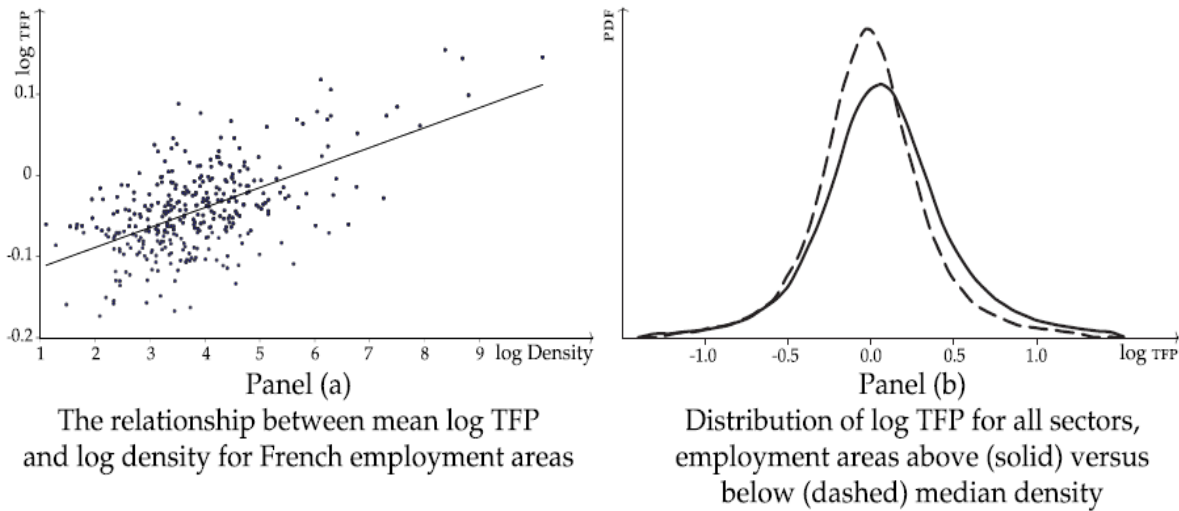 log TFP
0.1
0
-0.1
-0.2
1 2 3 4 5 6 7 8 9 log Density
Panel (a)
The relationship between mean log TFP
and log density for French employment areas
PDF
-1.0 -0.5 0.0 0.5 1.0 log TFP
Panel (b)
Distribution of log TFP for all sectors,
employment areas above (solid) versus
below (dashed) median density